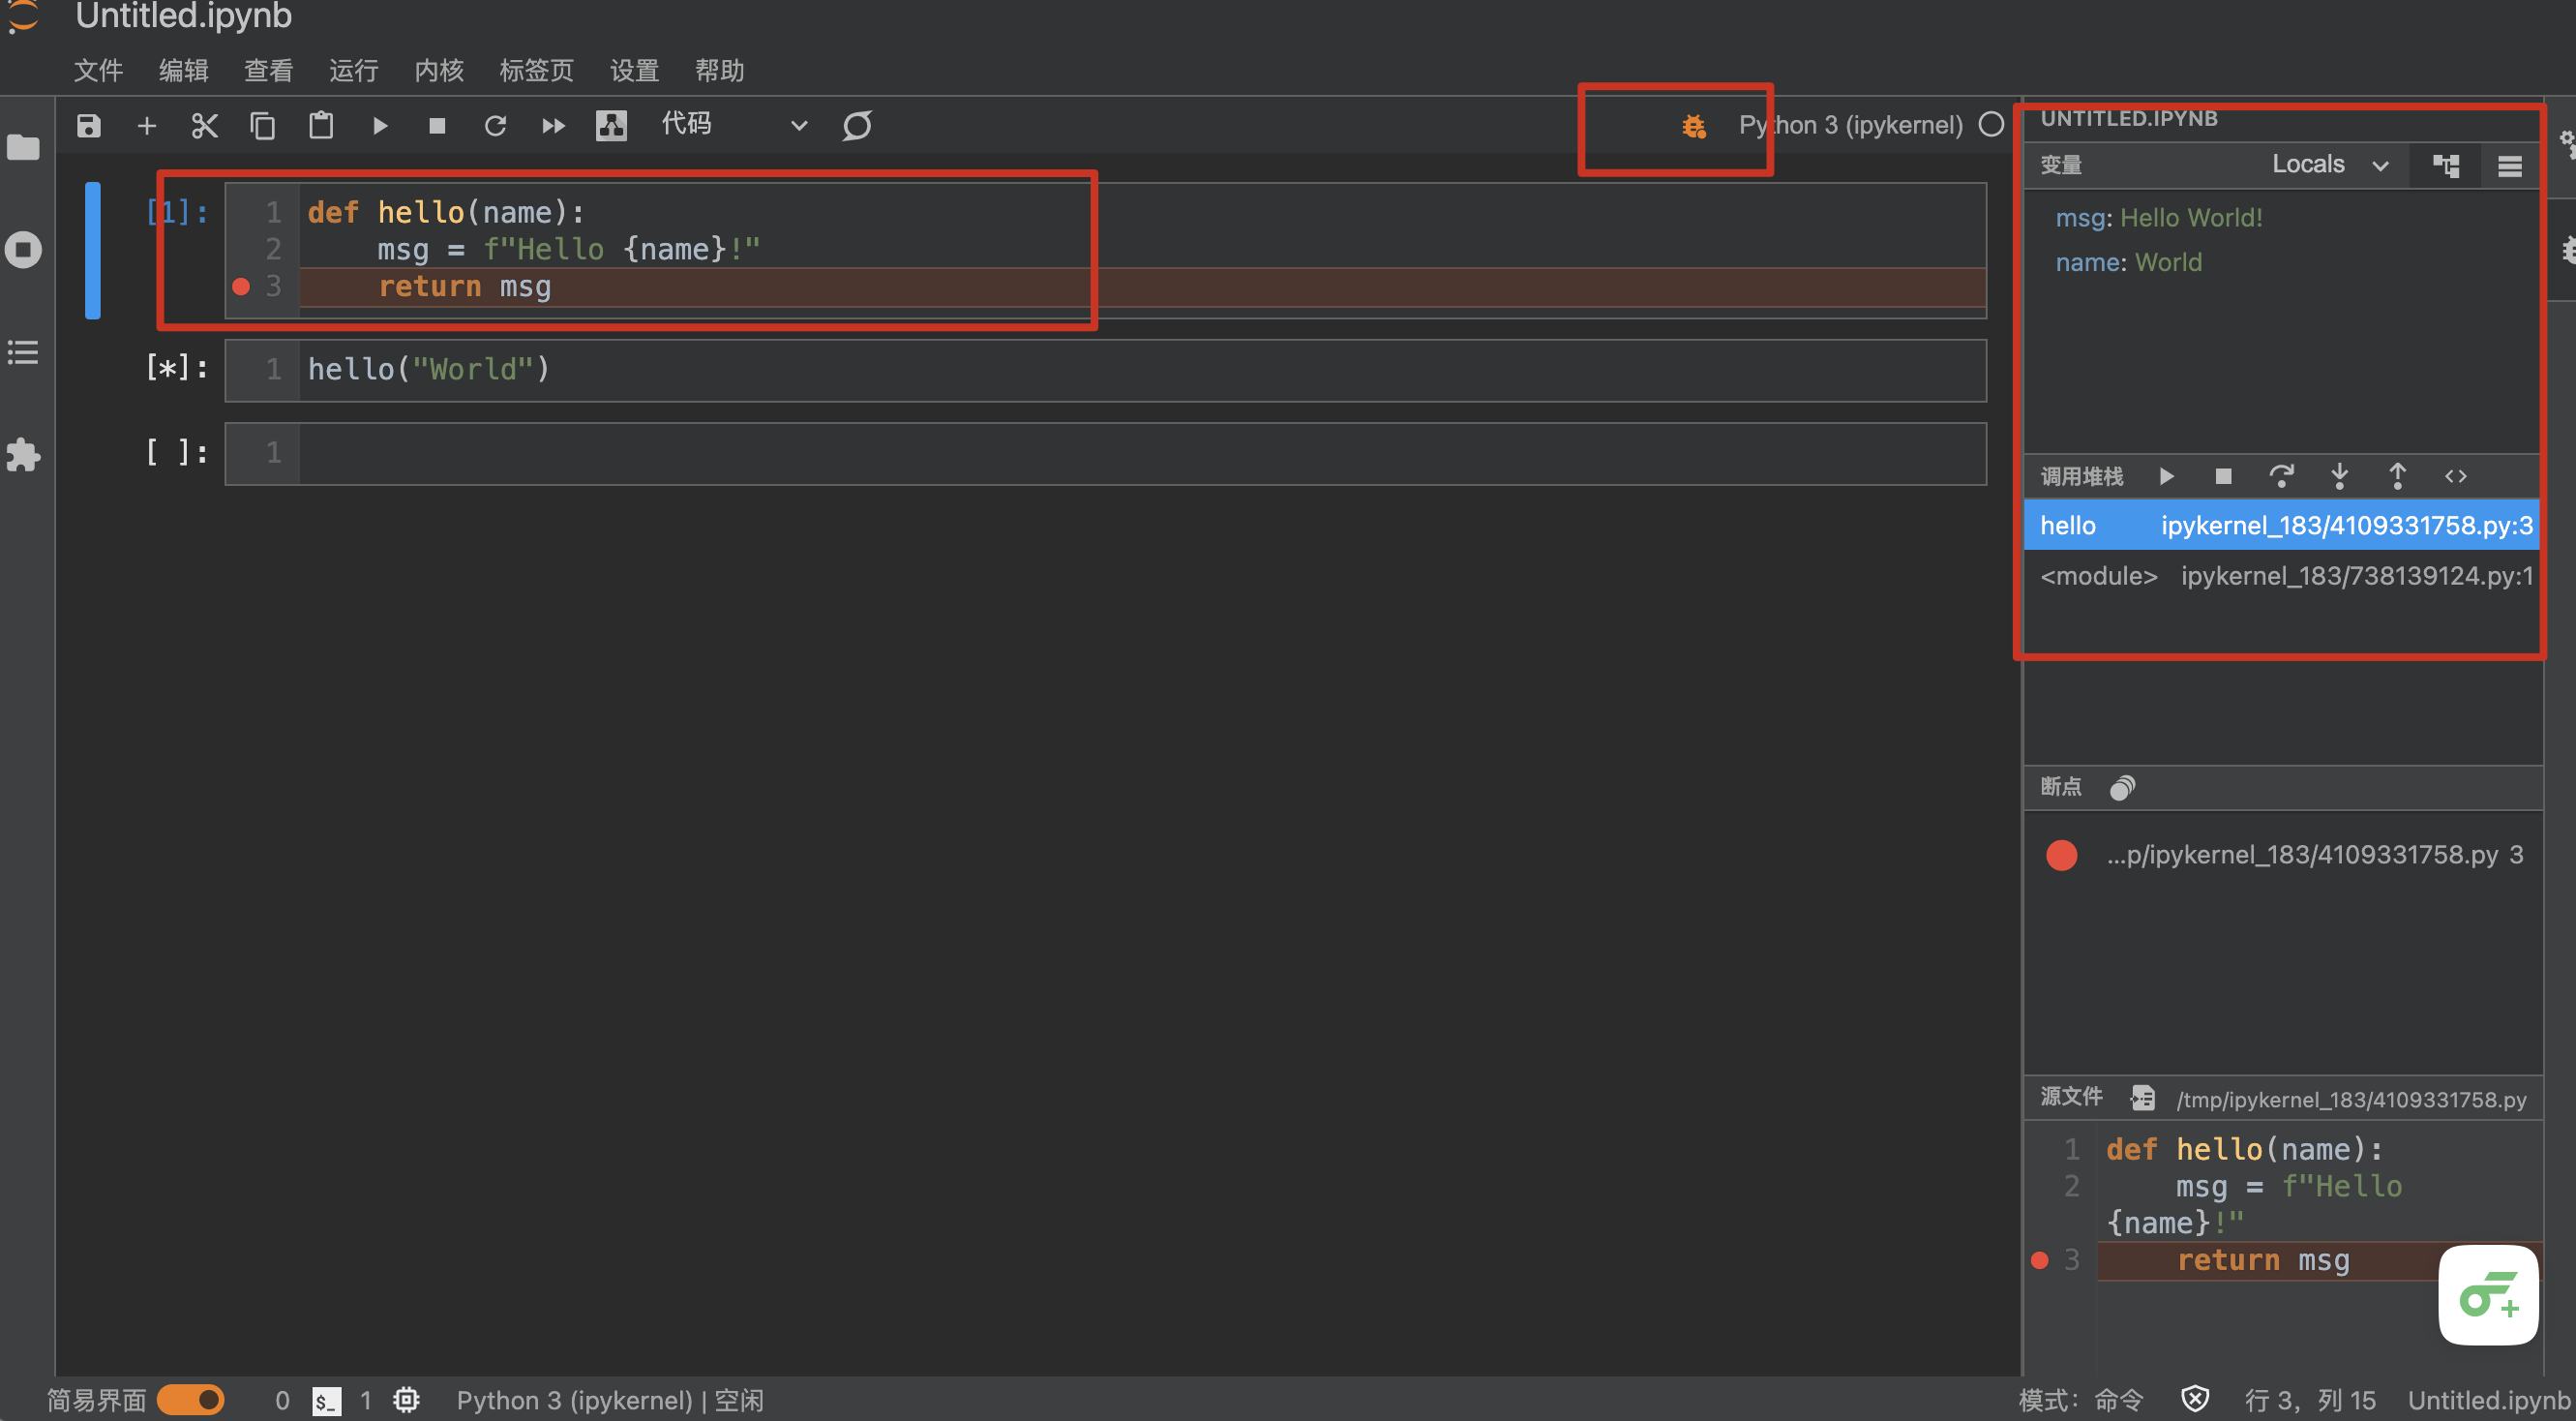 Untitled.ipynb
文件 编辑 查看 运行 内核 标签页 设置 帮助
代码
Python 3 (ipykernel)
[1]:
1 def hello(name):
2 msg = f"Hello {name}!"
3 return msg
[*]:
1 hello("World")
[ ]:
1
UNTITLED.IPYNB
变量 Locals
msg: Hello World!
name: World
调用堆栈
hello ipykernel_183/4109331758.py:3
<module> ipykernel_183/738139124.py:1
断点
...p/ipykernel_183/4109331758.py 3
源文件 /tmp/ipykernel_183/4109331758.py
1 def hello(name):
2 msg = f"Hello
{name}!"
3 return msg
简易界面 0 $_ 1 Python 3 (ipykernel) | 空闲 模式：命令 行 3，列 15 Untitled.ipynb